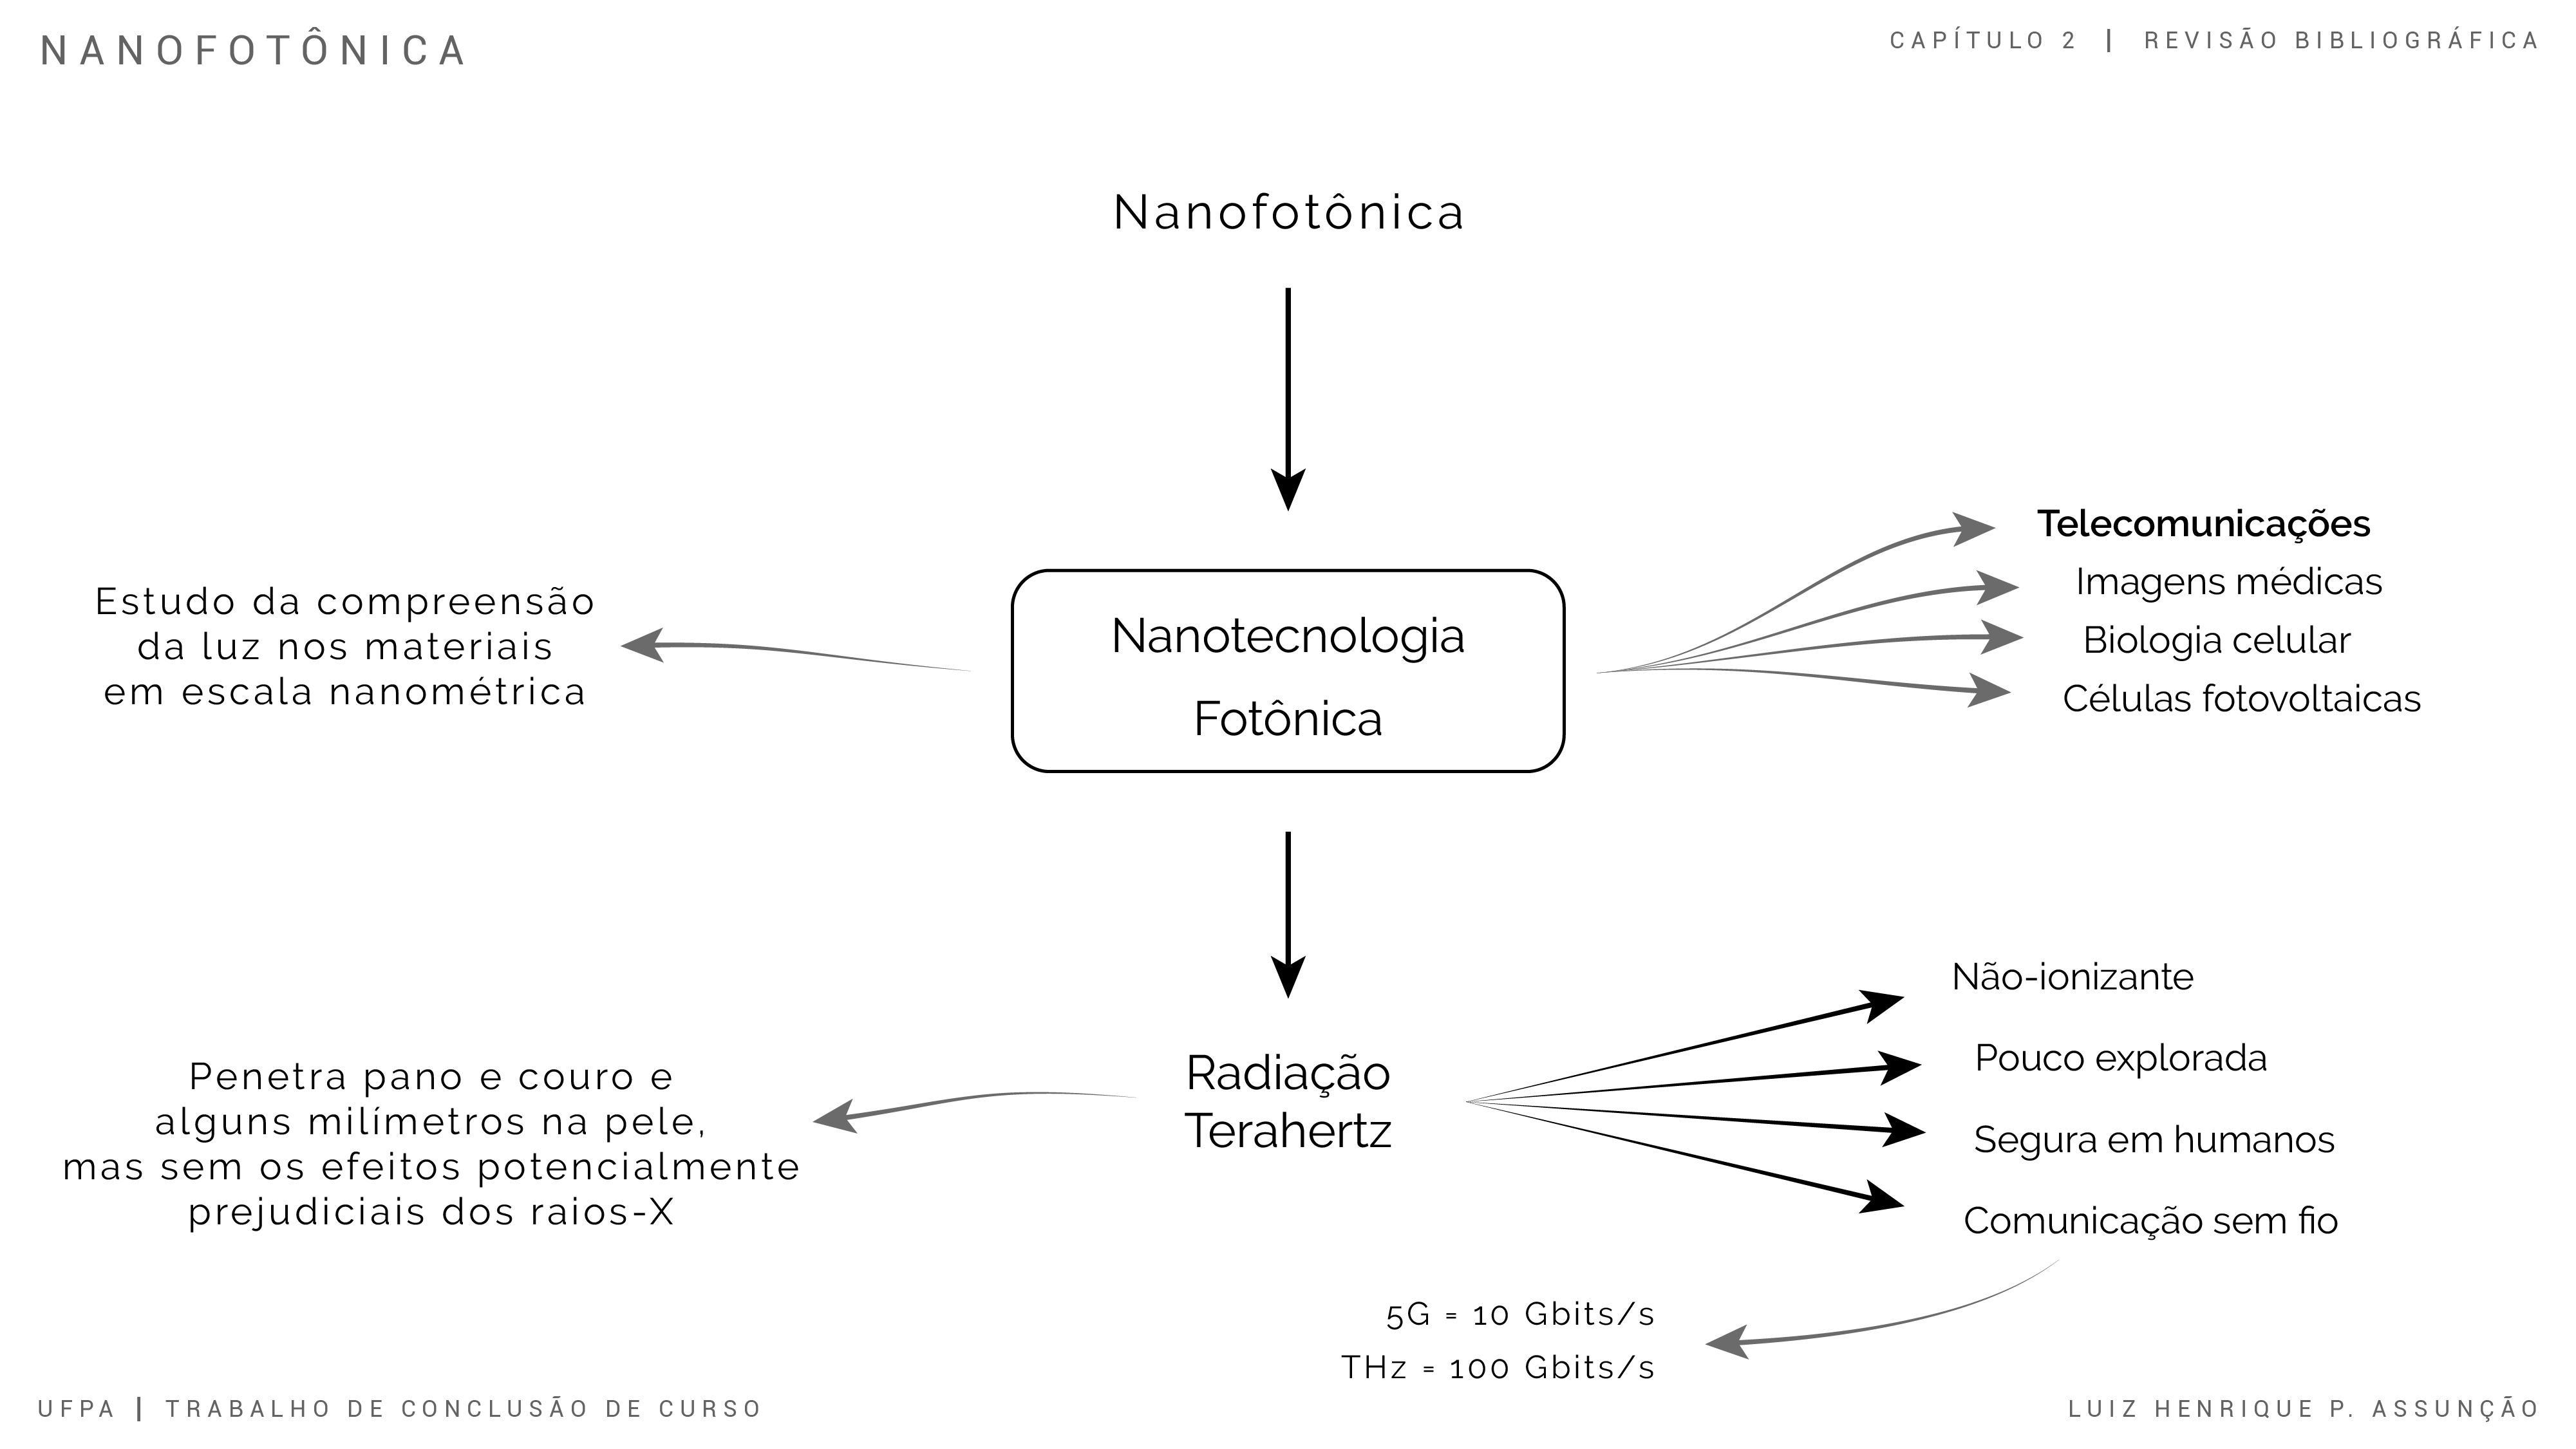 NANOFOTÔNICA
CAPÍTULO 2 | REVISÃO BIBLIOGRÁFICA
Nanofotônica
Nanotecnologia
Fotônica
Estudo da compreensão
da luz nos materiais
em escala nanométrica
Telecomunicações
Imagens médicas
Biologia celular
Células fotovoltaicas
Radiação
Terahertz
Penetra pano e couro e
alguns milímetros na pele,
mas sem os efeitos potencialmente
prejudiciais dos raios-X
Não-ionizante
Pouco explorada
Segura em humanos
Comunicação sem fio
5G = 10 Gbits/s
THz = 100 Gbits/s
UFPA | TRABALHO DE CONCLUSÃO DE CURSO
LUIZ HENRIQUE P. ASSUNÇÃO